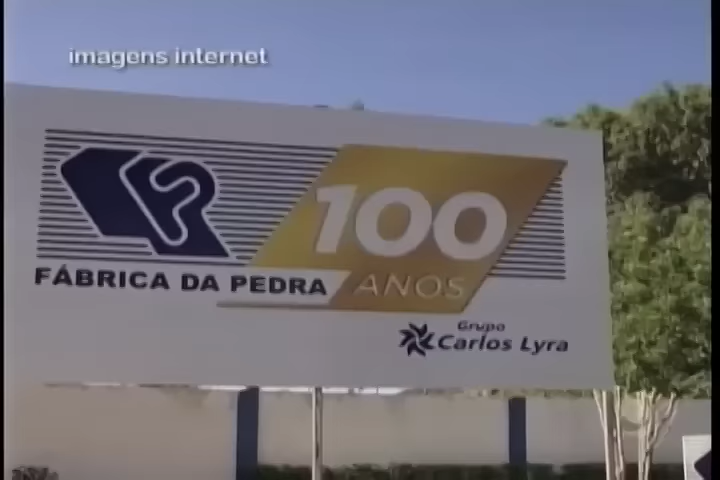 imagens internet
100
FÁBRICA DA PEDRA
ANOS
Grupo
Carlos Lyra